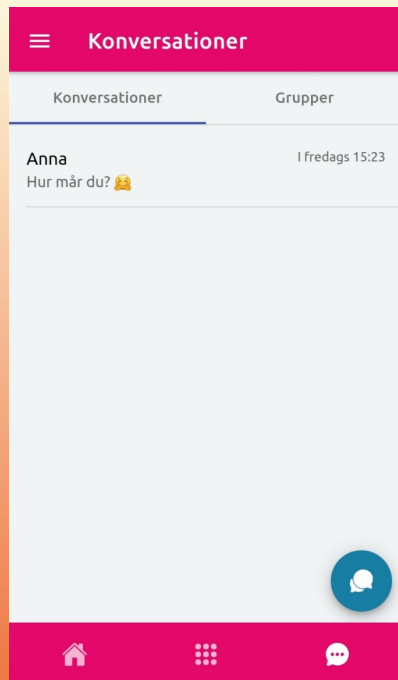 Konversationer
Konversationer
Grupper
Anna
I fredags 15:23
Hur mår du? 🤗